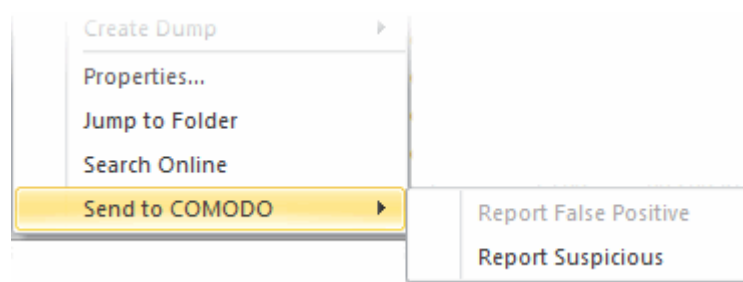 Create Dump
Properties...
Jump to Folder
Search Online
Send to COMODO
Report False Positive
Report Suspicious